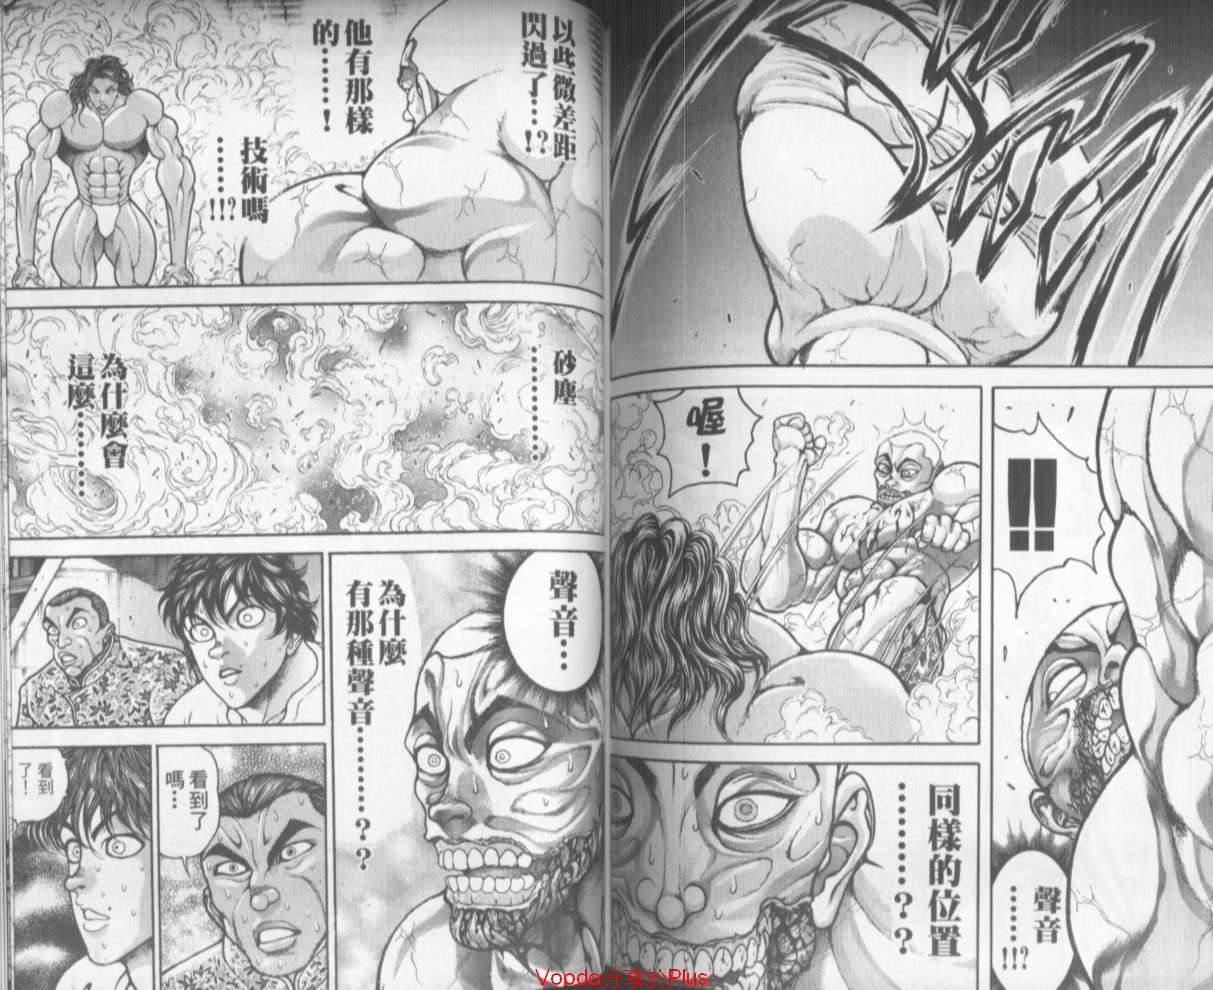 !!
聲音
……!!?
喔！
同樣的位置
………??
以此微差距
閃過了…!?
他有那樣
的……！
技術嗎
……!!?
砂塵
…………
為什麼會
這麼………
聲音…
為什麼
有那種聲音………??
看到了
嗎…
看到
了！
Voodo分享於Plus